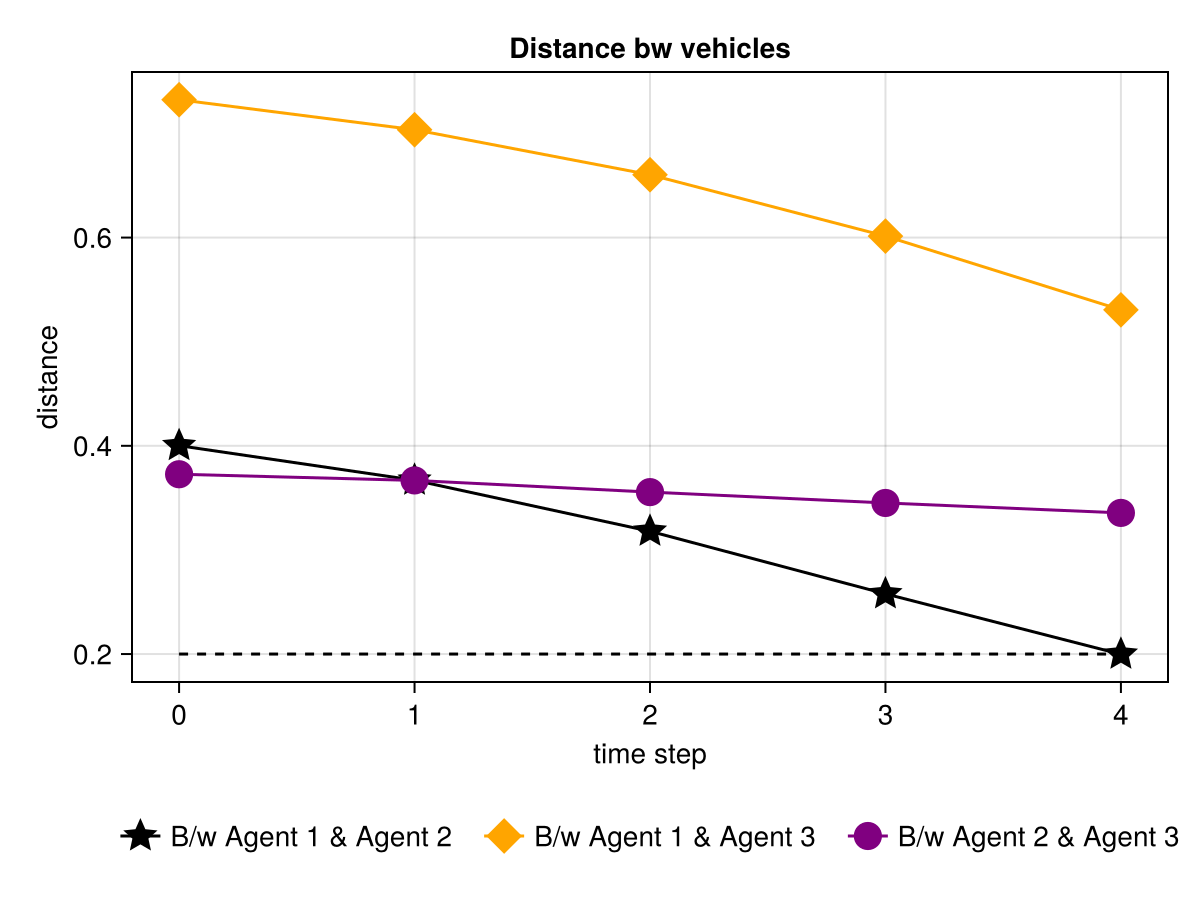 Distance bw vehicles
distance
0.6
0.4
0.2
0 1 2 3 4
time step
B/w Agent 1 & Agent 2 B/w Agent 1 & Agent 3 B/w Agent 2 & Agent 3